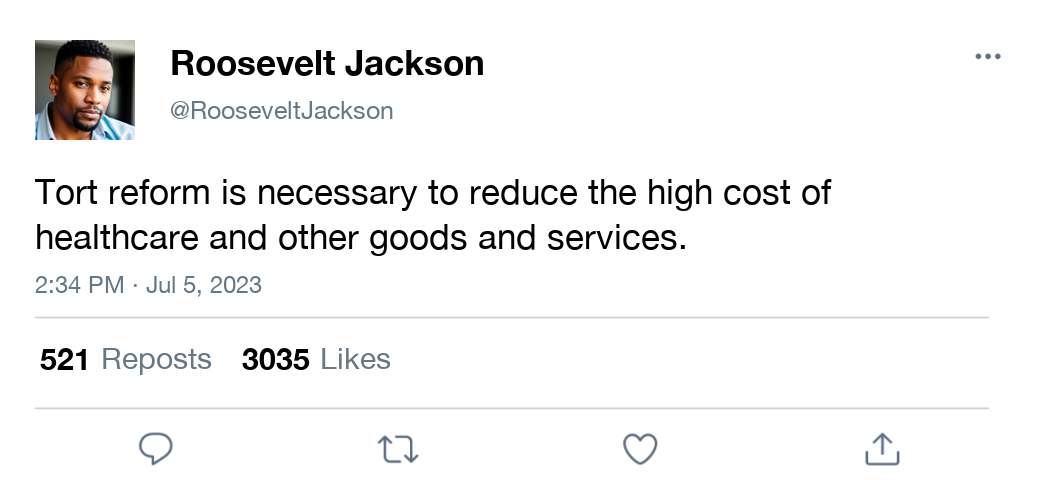 Roosevelt Jackson
@RooseveltJackson
Tort reform is necessary to reduce the high cost of
healthcare and other goods and services.
2:34 PM · Jul 5, 2023
521 Reposts 3035 Likes